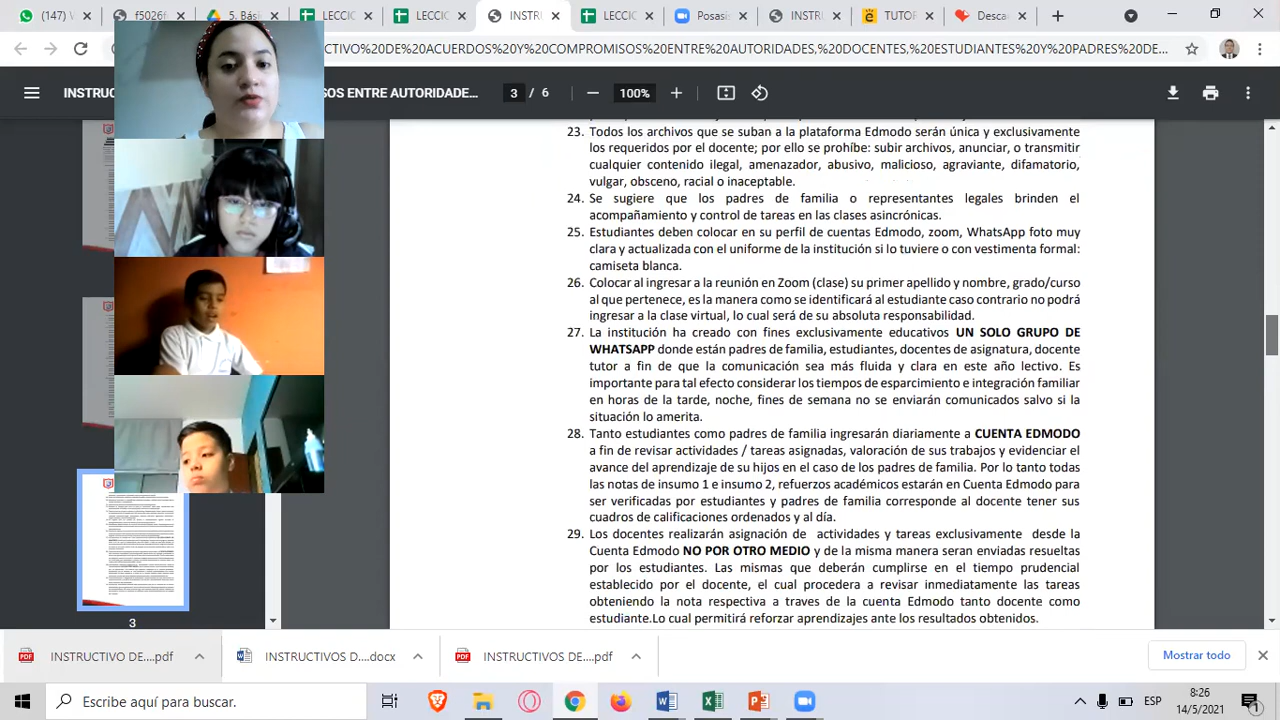 (147)
f5026f
2. Básic
LECCIO
INSTRU
Desasig
INSTRU
Desca
CTIVO%20DE%20ACUERDOS%20Y%20COMPROMISOS%20ENTRE%20AUTORIDADES,%20DOCENTES,%20ESTUDIANTES%20Y%20PADRES%20DE...
INSTRUC
SOS ENTRE AUTORIDADE...
3 / 6
100%
23. Todos los archivos que se suban a la plataforma Edmodo serán única y exclusivamente
los requeridos por el docente; por ello se prohíbe: subir archivos, anunciar, o transmitir
cualquier contenido ilegal, amenazador, abusivo, malicioso, agravante, difamatorio,
vulgar, obsceno, racial o inaceptable.
24. Se sugiere que los padres de familia o representantes legales brinden el
acompañamiento y control de tareas en las clases asincrónicas.
25. Estudiantes deben colocar en su perfil de cuentas Edmodo, zoom, WhatsApp foto muy
clara y actualizada con el uniforme de la institución si lo tuviere o con vestimenta formal:
camiseta blanca.
26. Colocar al ingresar a la reunión en Zoom (clase) su primer apellido y nombre, grado/curso
al que pertenece, es la manera como se identificará al estudiante caso contrario no podrá
ingresar a la clase virtual, lo cual será de su absoluta responsabilidad.
27. La institución ha creado con fines exclusivamente educativos UN SOLO GRUPO DE
WHATSAPP donde están padres de familia, estudiantes, docentes de asignatura, docente
tutor a fin de que la comunicación sea más fluida y clara en este año lectivo. Es
importante para tal efecto considerar los tiempos de esparcimiento e integración familiar
en horas de la tarde, noche, fines de semana no se enviarán comunicados salvo si la
situación lo amerita.
28. Tanto estudiantes como padres de familia ingresarán diariamente a CUENTA EDMODO
a fin de revisar actividades / tareas asignadas, valoración de sus trabajos y evidenciar el
avance del aprendizaje de su hijos en el caso de los padres de familia. Por lo tanto todas
las notas de insumo 1 e insumo 2, refuerzos académicos estarán en Cuenta Edmodo para
ser verificadas por estudiantes y representantes. Les corresponde a docentes tener sus
cuadros de calificaciones ordenados y al día.
29. Los docentes realizarán asignación de actividades y tareas exclusivamente desde la
Cuenta Edmodo NO POR OTRO MEDIO y de la misma manera seran enviadas resueltas
por los estudiantes. Las mismas que deberán cumplirse en el tiempo prudencial
establecido por el docente, el cual procederá a revisar inmediatamente las tareas
obteniendo la nota respectiva a traves de la cuenta Edmodo tanto docente como
estudiante.Lo cual permitirá reforzar aprendizajes ante los resultados obtenidos.
3
INSTRUCTIVO DE....pdf
INSTRUCTIVOS D....docx
INSTRUCTIVOS DE....pdf
Mostrar todo
Escribe aquí para buscar.
ESP
8:26
14/5/2021
1